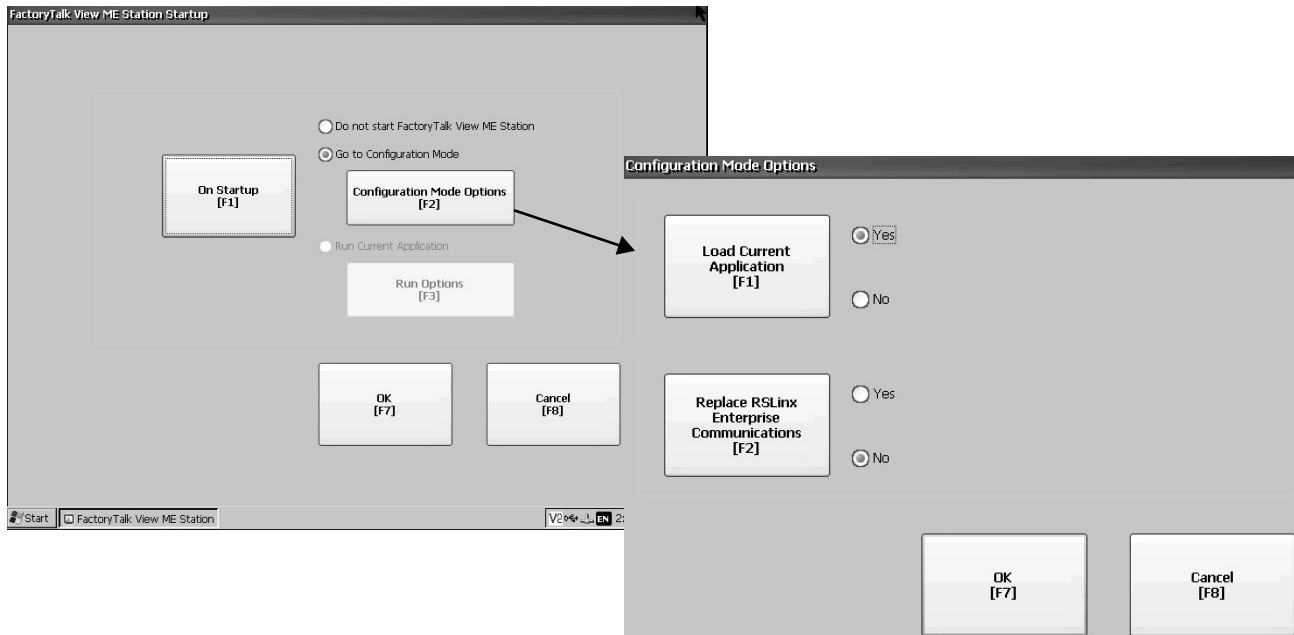 FactoryTalk View ME Station Startup
Do not start FactoryTalk View ME Station
Go to Configuration Mode
On Startup
[F1]
Configuration Mode Options
[F2]
Run Current Application
Run Options
[F3]
OK
[F7]
Cancel
[F8]
Start
FactoryTalk View ME Station
EN
2:
Configuration Mode Options
Load Current
Application
[F1]
Yes
No
Replace RSLinx
Enterprise
Communications
[F2]
Yes
No
OK
[F7]
Cancel
[F8]